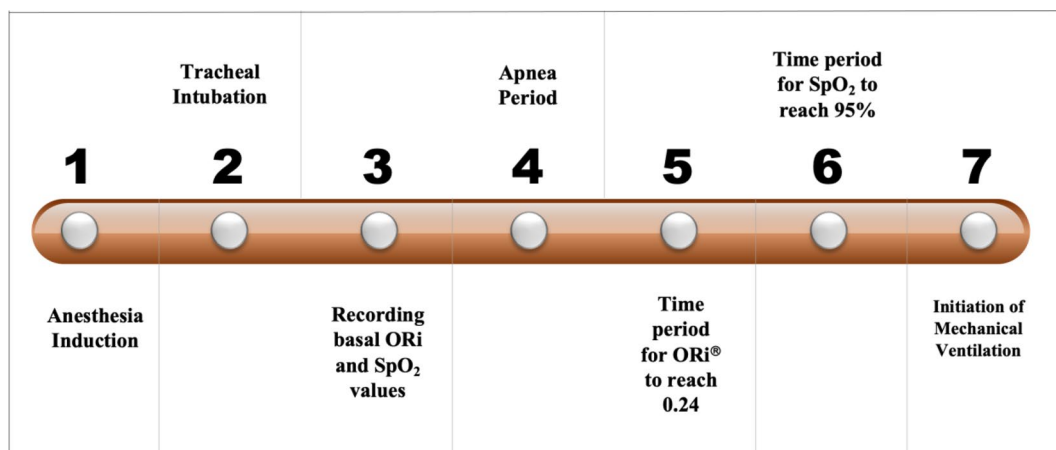 Tracheal
Intubation
Apnea
Period
Time period
for SpO₂ to
reach 95%
1
2
3
4
5
6
7
Anesthesia
Induction
Recording
basal ORi
and SpO₂
values
Time
period
for ORi®
to reach
0.24
Initiation of
Mechanical
Ventilation